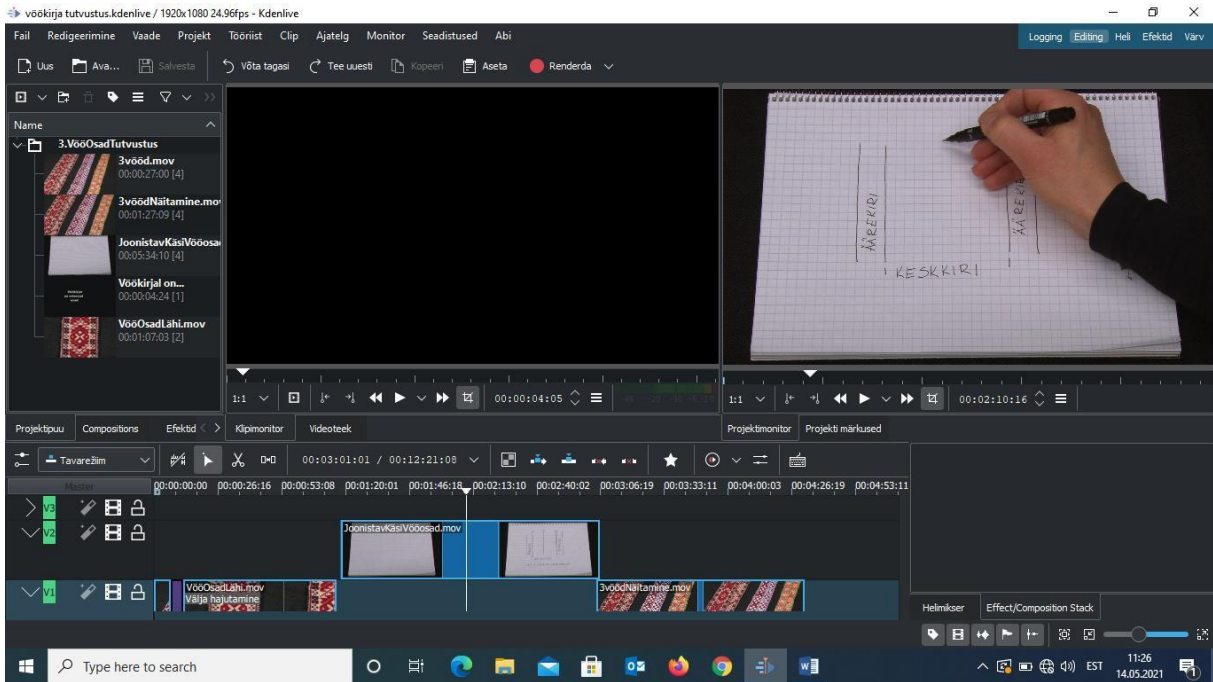 võõkirja tutvustus.kdenlive / 1920x1080 24.96fps - Kdenlive
Fail Redigeerimine Vaade Projekt Tööriist Clip Ajatelg Monitor Seadistused Abi
Logging Editing Heli Efektid Värv
Uus Ava... Salvesta Võta tagasi Tee uuesti Kopeeri Aseta Renderda
Name
3.VööOsadTutvustus
3vööd.mov
00:00:27:00 [4]
3vöödNäitamine.mov
00:01:27:09 [4]
JoonistavKäsiVööosa
00:05:34:10 [4]
Vöökirjal on...
00:00:04:24 [1]
VööOsadLähi.mov
00:01:07:03 [2]
ÄÄREKIRI
ÄÄREKIRI
KESKKIRI
1:1 00:00:04:05
1:1 00:02:10:16
Projektipuu Compositions Efektid Klipimonitor Videoteek Projektimonitor Projekti märkused
Tavarežiim 00:03:01:01 / 00:12:21:08
Master 00:00:00:00 00:00:26:16 00:00:53:08 00:01:20:01 00:01:46:18 00:02:13:10 00:02:40:02 00:03:06:19 00:03:33:11 00:04:00:03 00:04:26:19 00:04:53:11
V3
V2
JoonistavKäsiVööosad.mov
V1
VööOsadLähi.mov
Välja hajutamine
3vöödNäitamine.mov
Helimikser Effect/Composition Stack
Type here to search
EST
11:26
14.05.2021